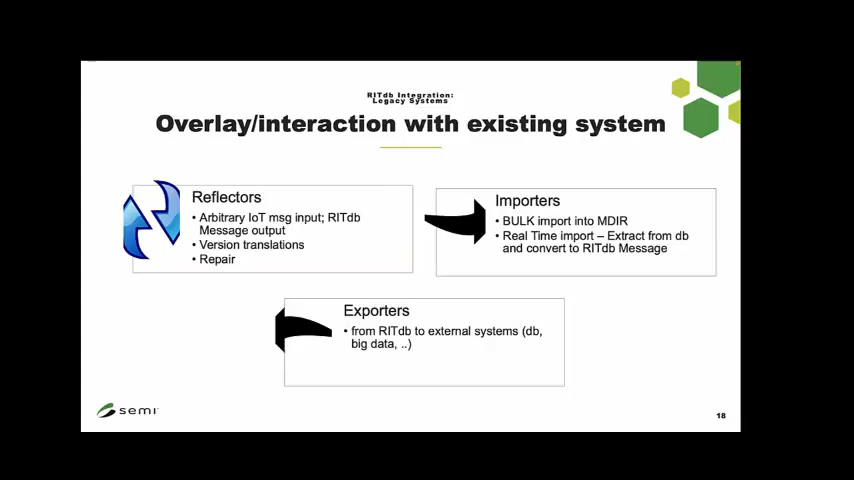 RITdb Integration:
Legacy Systems
Overlay/interaction with existing system
Reflectors
• Arbitrary IoT msg input; RITdb
Message output
• Version translations
• Repair
Importers
• BULK import into MDIR
• Real Time import – Extract from db
and convert to RITdb Message
Exporters
• from RITdb to external systems (db,
big data, ..)
semi
18